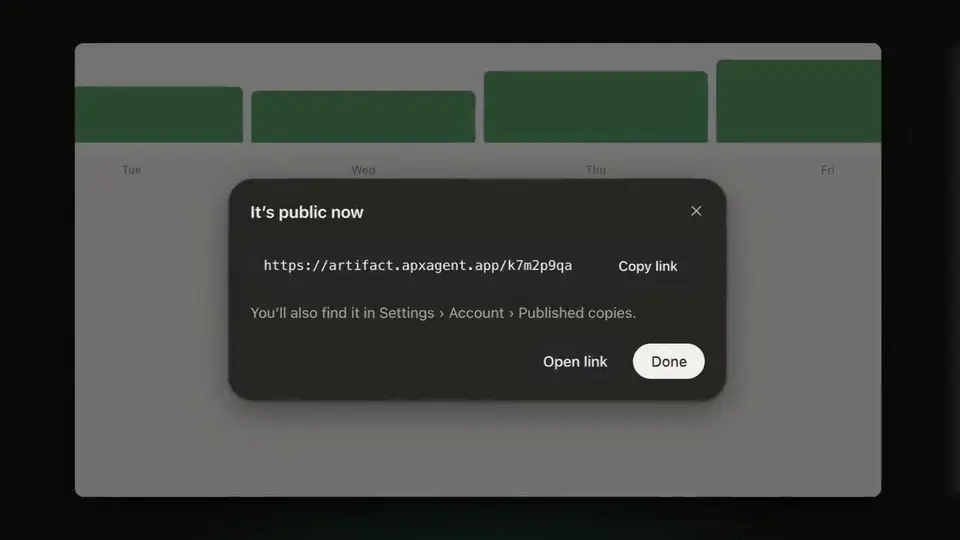 Tue Wed Thu Fri
It’s public now
https://artifact.apxagent.app/k7m2p9qa Copy link
You’ll also find it in Settings › Account › Published copies.
Open link Done